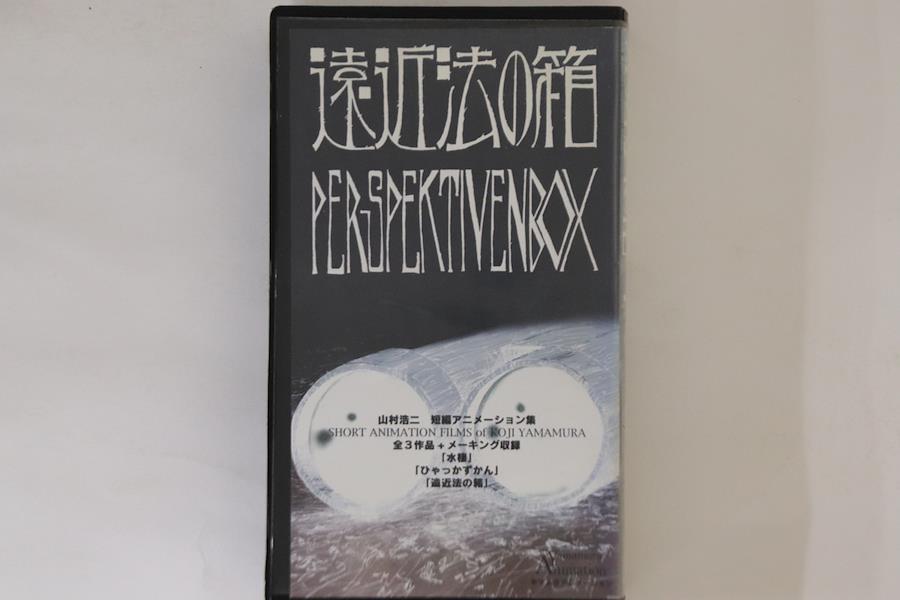 遠近法の箱
PERSPEKTIVENBOX
山村浩二 短編アニメーション集
SHORT ANIMATION FILMS of KOJI YAMAMURA
全3作品+メーキング収録
「水棲」
「ひゃっかずかん」
「遠近法の箱」
Yamamura
Animation